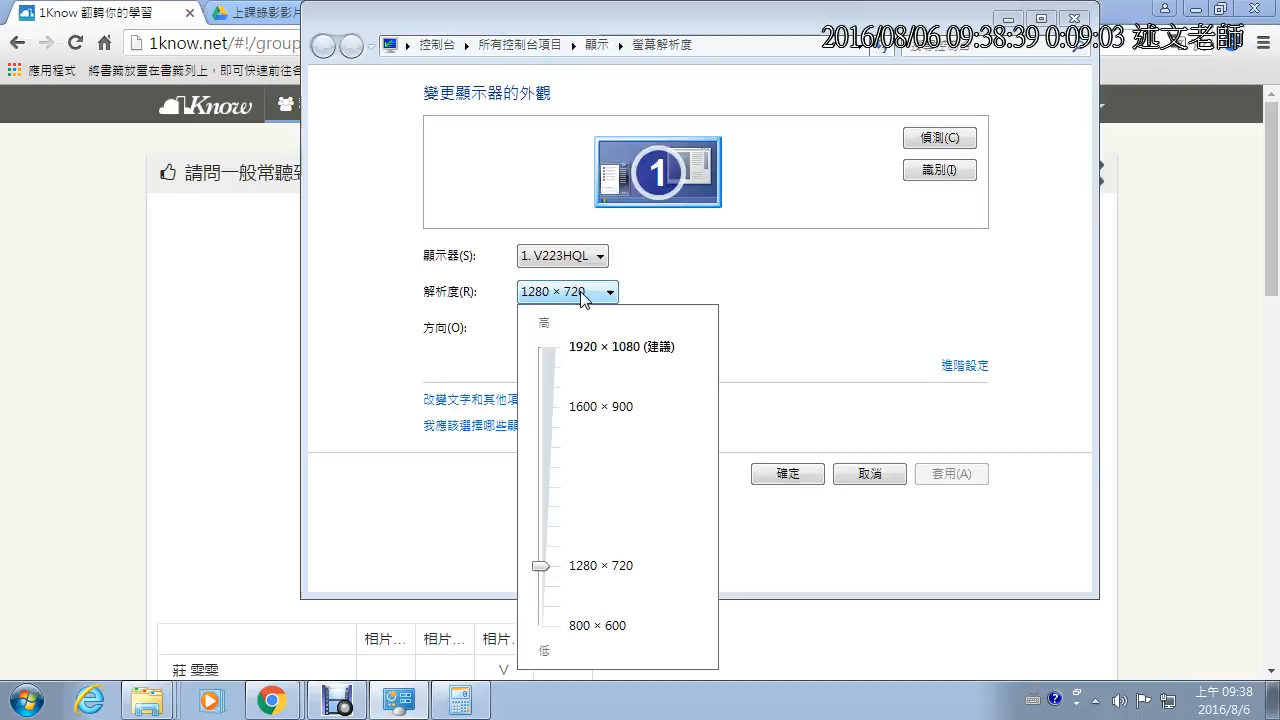 1Know 翻轉你的學習
上課錄影影片
1know.net/#!/group
應用程式 將書籤放置在書籤列上，即可快速前往各
1Know
請問一般常聽到
控制台 所有控制台項目 顯示 螢幕解析度
2016/08/06 09:38:39 0:09:03 述文老師
變更顯示器的外觀
1
偵測(C)
識別(I)
顯示器(S): 1. V223HQL
解析度(R): 1280 × 720
方向(O):
高
1920 × 1080 (建議)
1600 × 900
1280 × 720
800 × 600
低
進階設定
改變文字和其他項
我應該選擇哪些顯
確定 取消 套用(A)
相片... 相片... 相片.
莊 雯雯 V
上午 09:38
2016/8/6